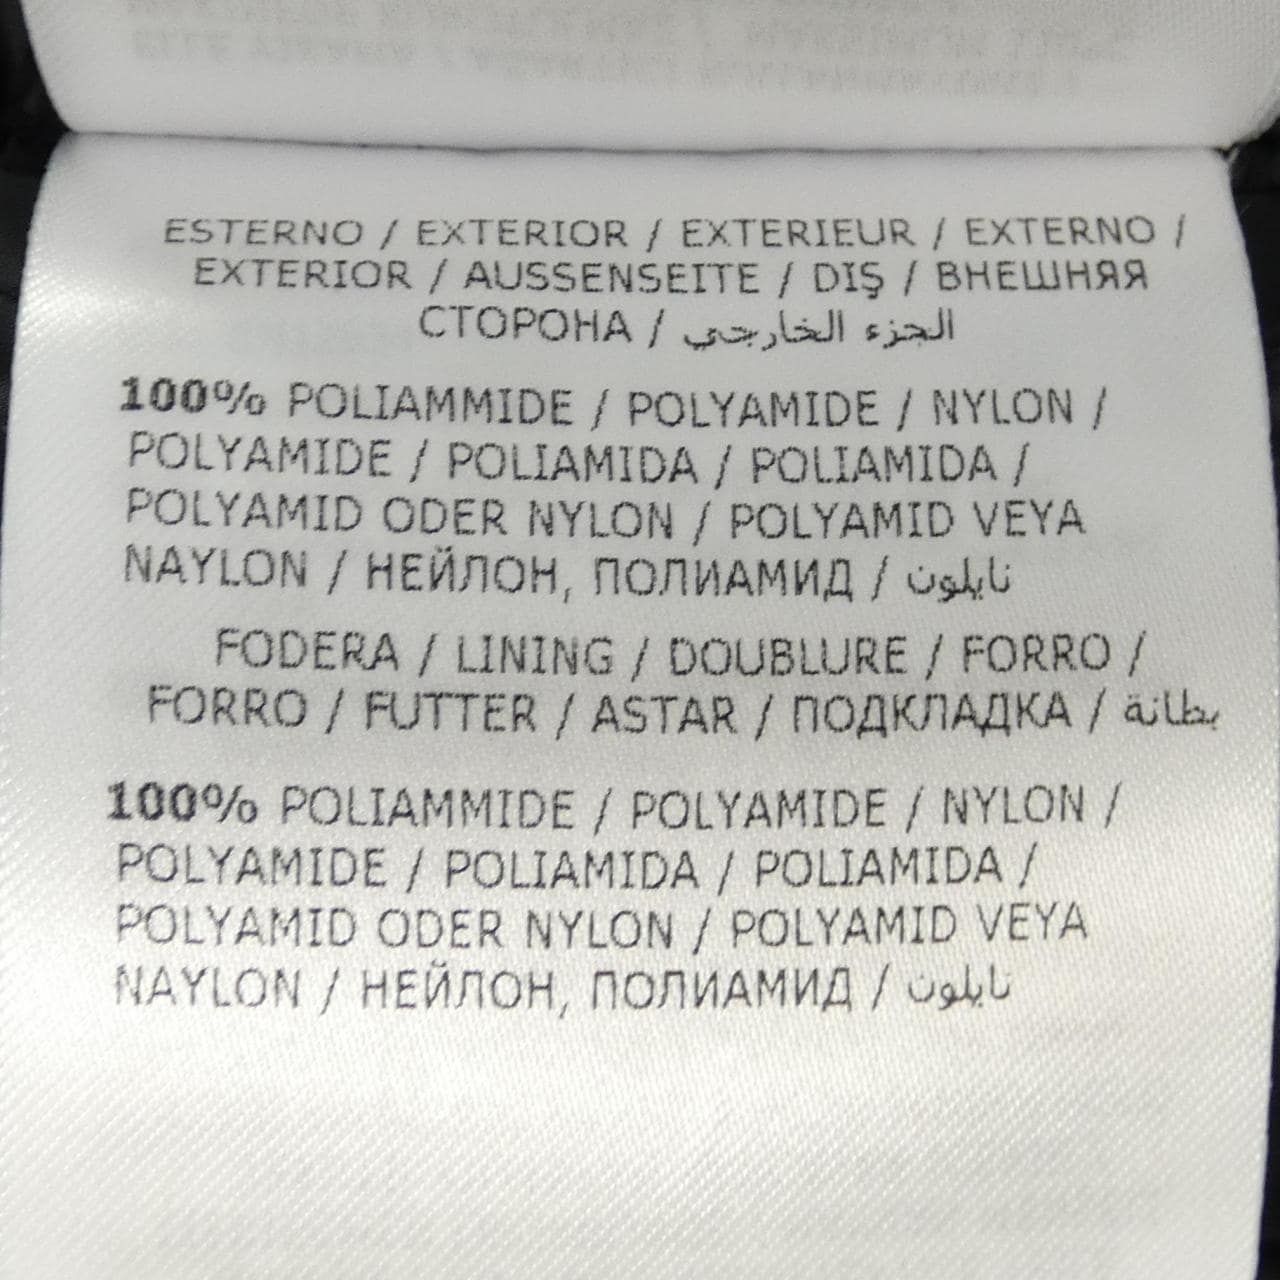 ESTERNO / EXTERIOR / EXTERIEUR / EXTERNO /
EXTERIOR / AUSSENSEITE / DIŞ / ВНЕШНЯЯ
СТОРОНА / الجزء الخارجي
100% POLIAMMIDE / POLYAMIDE / NYLON /
POLYAMIDE / POLIAMIDA / POLIAMIDA /
POLYAMID ODER NYLON / POLYAMID VEYA
NAYLON / НЕЙЛОН, ПОЛИАМИД / نايلون
FODERA / LINING / DOUBLURE / FORRO /
FORRO / FUTTER / ASTAR / ПОДКЛАДКА / بطانة
100% POLIAMMIDE / POLYAMIDE / NYLON /
POLYAMIDE / POLIAMIDA / POLIAMIDA /
POLYAMID ODER NYLON / POLYAMID VEYA
NAYLON / НЕЙЛОН, ПОЛИАМИД / نايلون